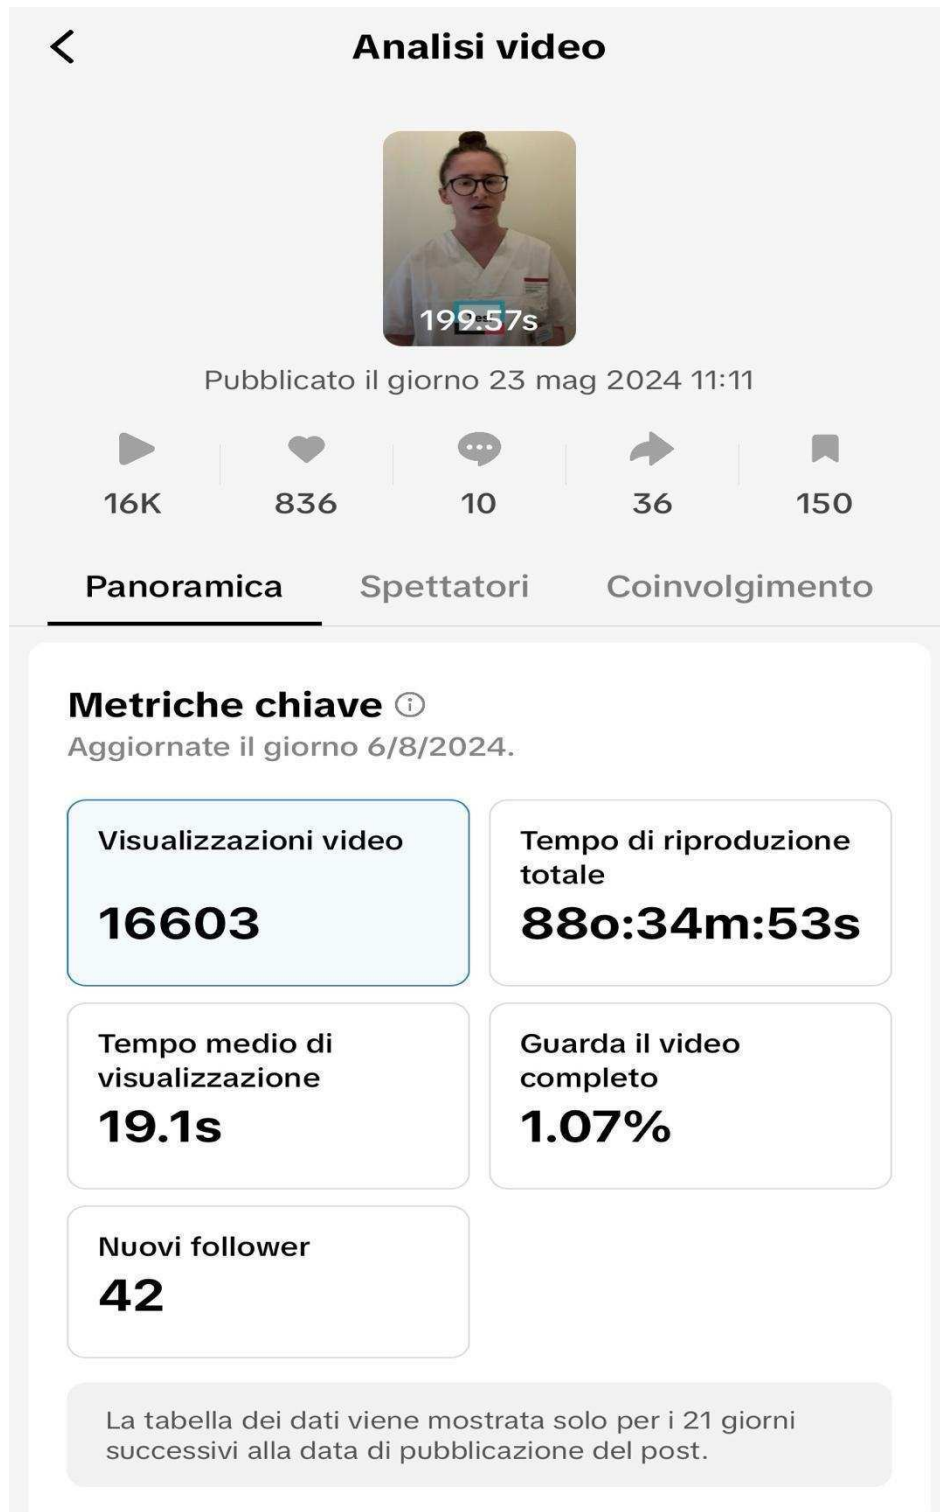 Analisi video
199.57s
Pubblicato il giorno 23 mag 2024 11:11
16K 836 10 36 150
Panoramica Spettatori Coinvolgimento
Metriche chiave
Aggiornate il giorno 6/8/2024.
Visualizzazioni video
16603
Tempo di riproduzione
totale
88o:34m:53s
Tempo medio di
visualizzazione
19.1s
Guarda il video
completo
1.07%
Nuovi follower
42
La tabella dei dati viene mostrata solo per i 21 giorni
successivi alla data di pubblicazione del post.